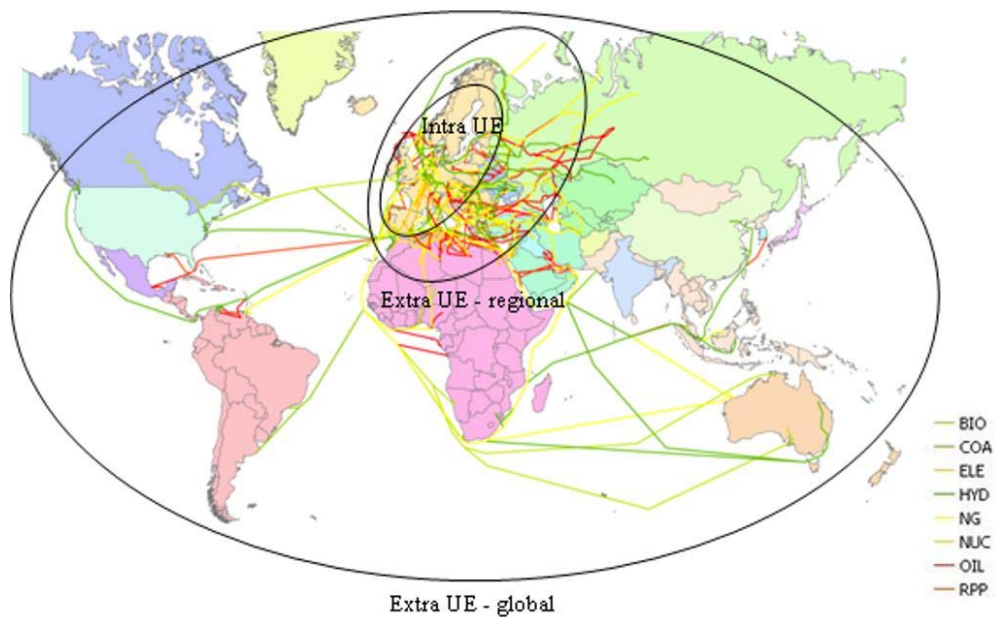 Intra UE
Extra UE - regional
BIO
COA
ELE
HYD
NG
NUC
OIL
RPP
Extra UE - global